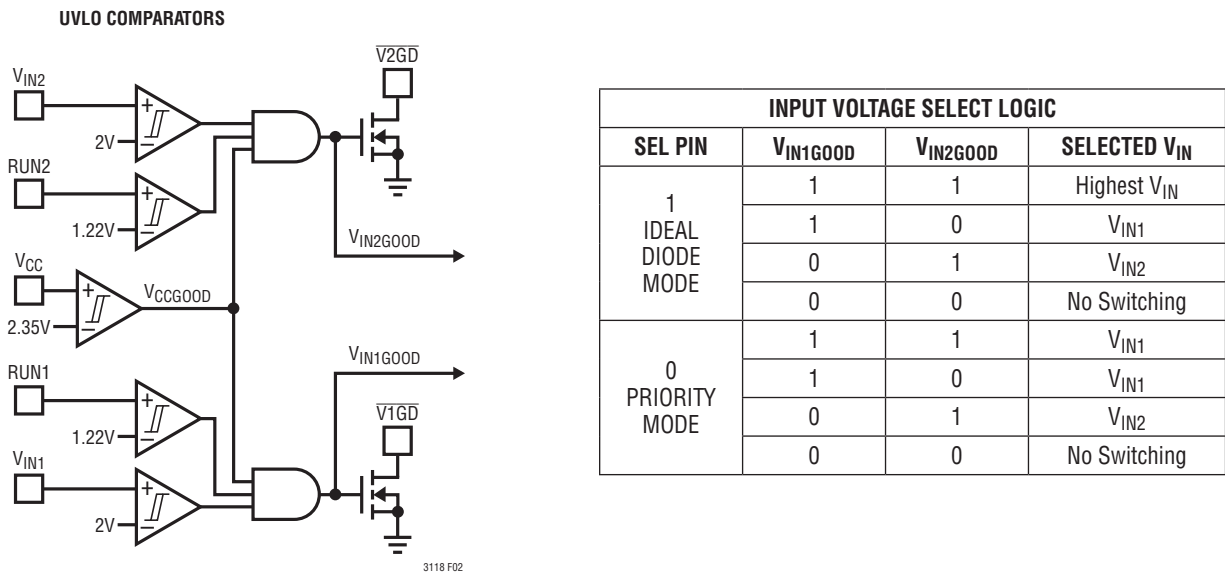 UVLO COMPARATORS
V2GD
VIN2
+
2V
–
RUN2
+
1.22V
–
VIN2GOOD
VCC
+
VCCGOOD
2.35V
–
VIN1GOOD
RUN1
+
V1GD
1.22V
–
VIN1
+
2V
–
3118 F02
INPUT VOLTAGE SELECT LOGIC
SEL PIN VIN1GOOD VIN2GOOD SELECTED VIN
1
IDEAL
DIODE
MODE
1 1 Highest VIN
1 0 VIN1
0 1 VIN2
0 0 No Switching
0
PRIORITY
MODE
1 1 VIN1
1 0 VIN1
0 1 VIN2
0 0 No Switching